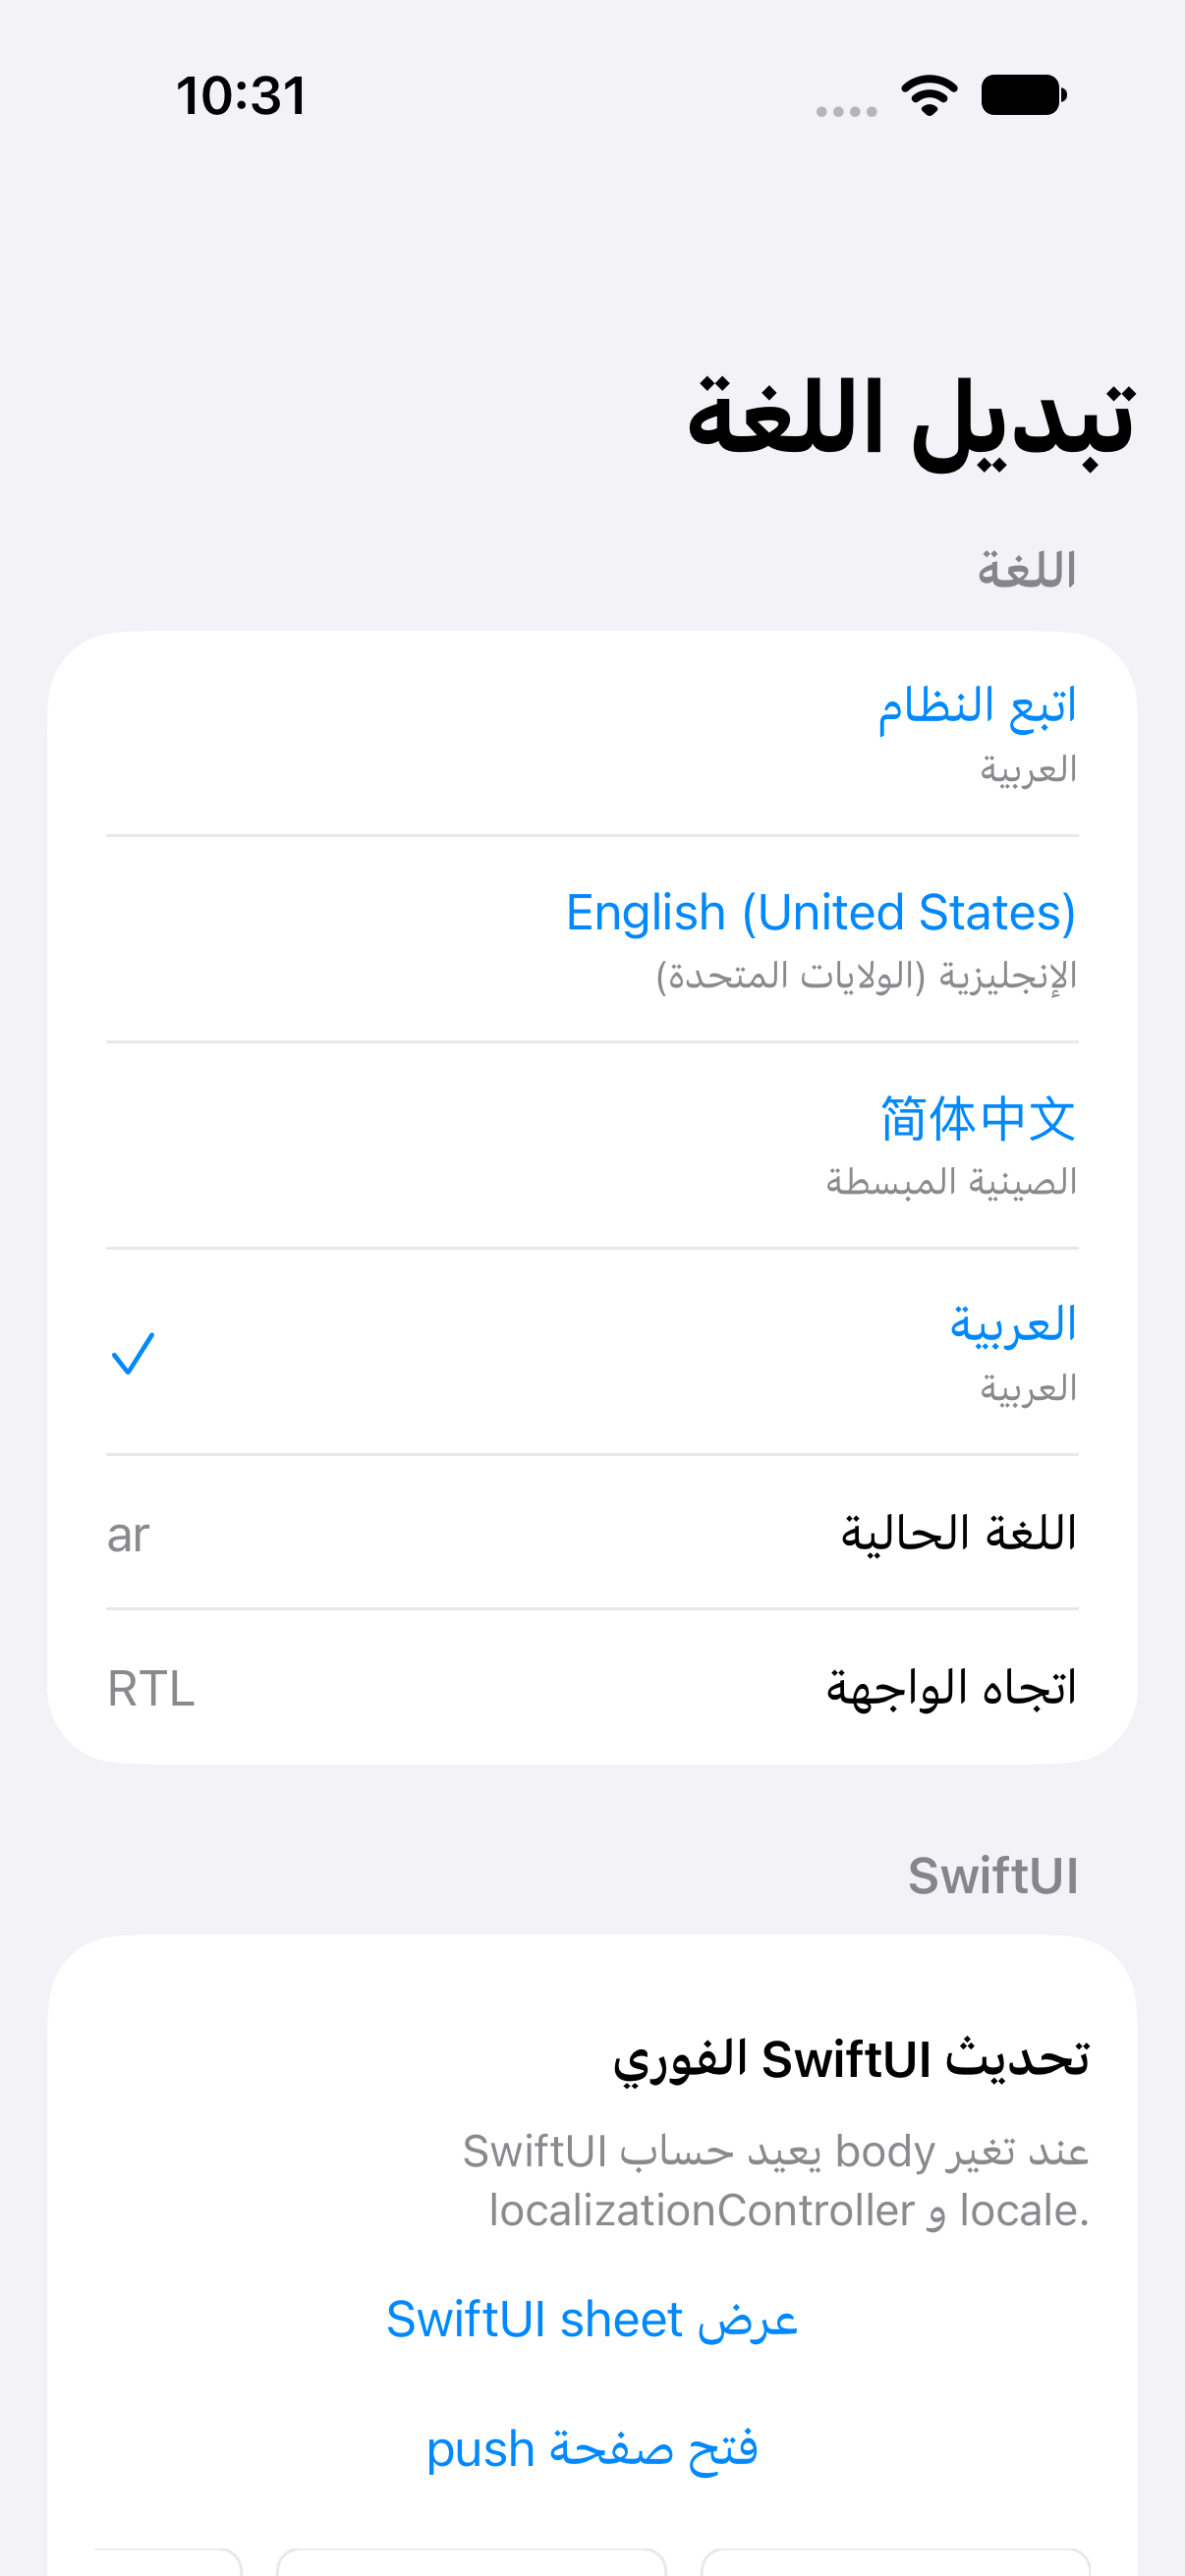 10:31
تبديل اللغة
اللغة
اتبع النظام
العربية
English (United States)
الإنجليزية (الولايات المتحدة)
简体中文
الصينية المبسطة
العربية
العربية
اللغة الحالية ar
اتجاه الواجهة RTL
SwiftUI
تحديث SwiftUI الفوري
عند تغير body يعيد حساب SwiftUI
localizationController و locale.
عرض SwiftUI sheet
فتح صفحة push